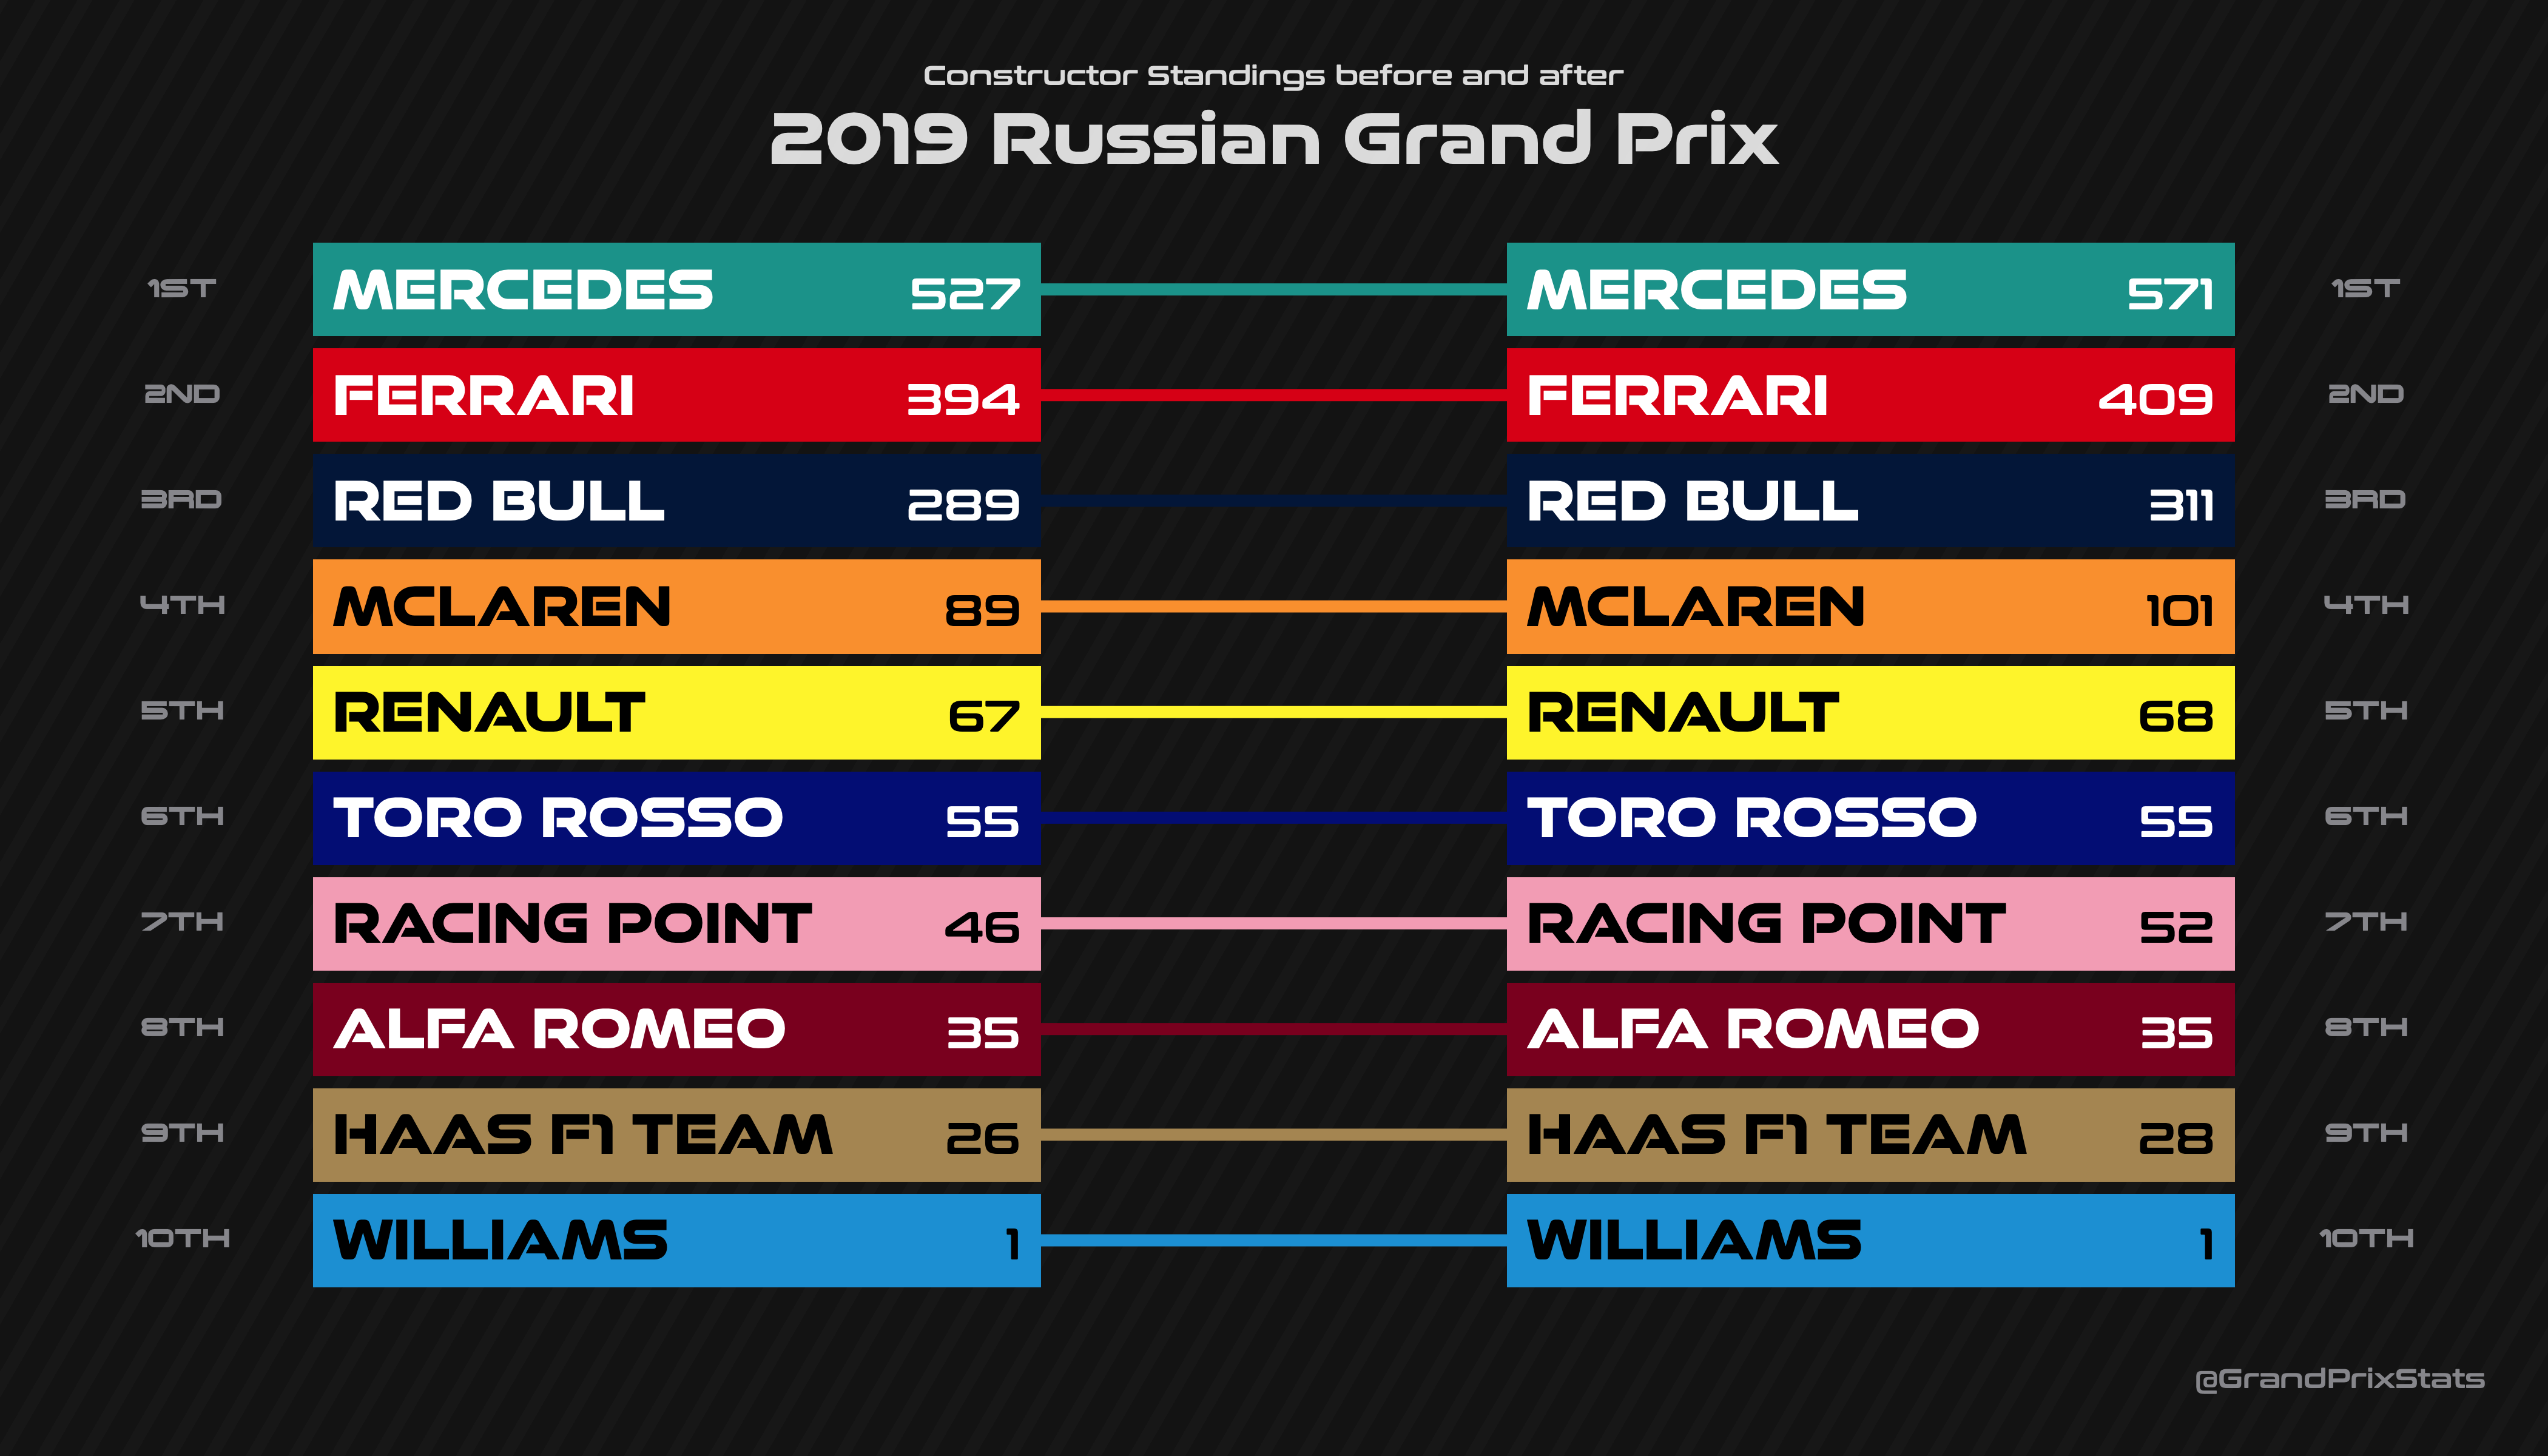 Constructor Standings before and after
2019 Russian Grand Prix
1ST MERCEDES 527 MERCEDES 571 1ST
2ND FERRARI 394 FERRARI 409 2ND
3RD RED BULL 289 RED BULL 311 3RD
4TH MCLAREN 89 MCLAREN 101 4TH
5TH RENAULT 67 RENAULT 68 5TH
6TH TORO ROSSO 55 TORO ROSSO 55 6TH
7TH RACING POINT 46 RACING POINT 52 7TH
8TH ALFA ROMEO 35 ALFA ROMEO 35 8TH
9TH HAAS F1 TEAM 26 HAAS F1 TEAM 28 9TH
10TH WILLIAMS 1 WILLIAMS 1 10TH
@GrandPrixStats